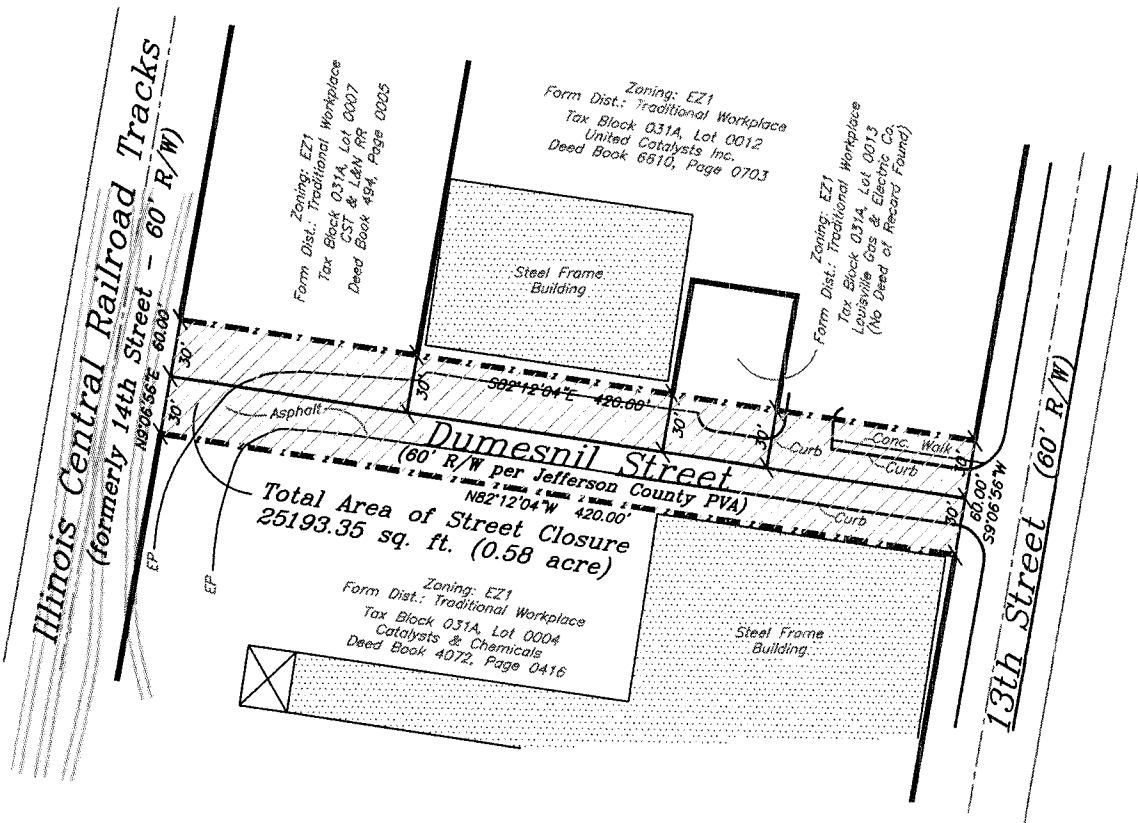 Illinois Central Railroad Tracks
(formerly 14th Street - 60' R/W)
Zoning: EZ1
Form Dist.: Traditional Workplace
Tax Block 031A, Lot 0007
CST & L&N RR
Deed Book 494, Page 0005
Zoning: EZ1
Form Dist.: Traditional Workplace
Tax Block 031A, Lot 0012
United Catalysts Inc.
Deed Book 6610, Page 0703
Zoning: EZ1
Form Dist.: Traditional Workplace
Tax Block 031A, Lot 0013
Louisville Gas & Electric Co.
(No Deed of Record Found)
Steel Frame
Building
N9°06'56"E 60.00'
30'
30'
30'
30'
30'
30'
30'
S82°12'04"E 420.00'
Asphalt
Dumesnil Street
(60' R/W per Jefferson County PVA)
N82°12'04"W 420.00'
Curb
Conc. Walk
Curb
Curb
60.00'
S9°06'56"W
Total Area of Street Closure
25193.35 sq. ft. (0.58 acre)
EP
EP
Zoning: EZ1
Form Dist.: Traditional Workplace
Tax Block 031A, Lot 0004
Catalysts & Chemicals
Deed Book 4072, Page 0416
Steel Frame
Building
13th Street (60' R/W)